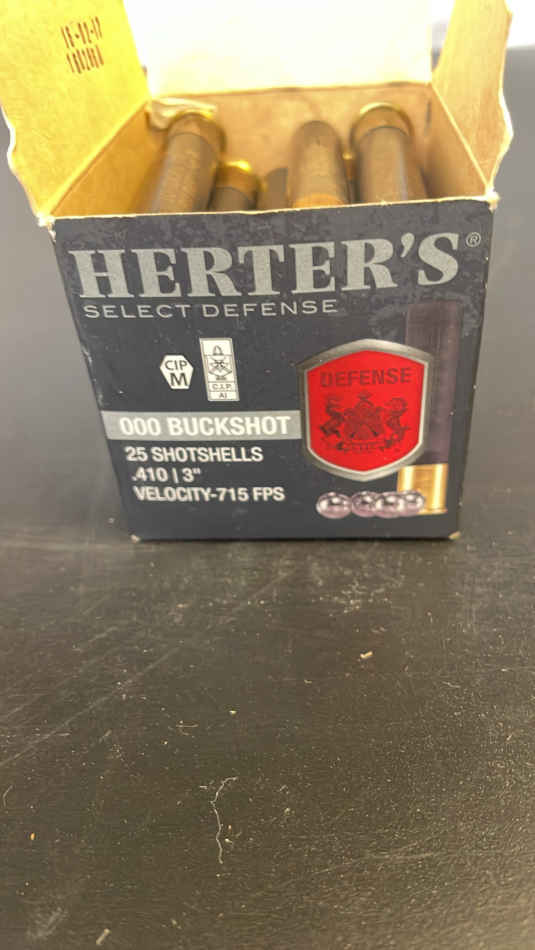 HERTER'S®
SELECT DEFENSE
CIP
M
C.I.P.
DEFENSE
000 BUCKSHOT
25 SHOTSHELLS
.410 | 3"
VELOCITY-715 FPS